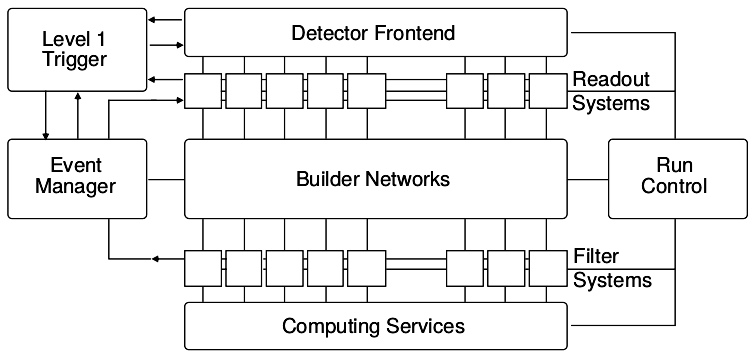 Level 1
Trigger
Detector Frontend
Readout
Systems
Event
Manager
Builder Networks
Run
Control
Filter
Systems
Computing Services